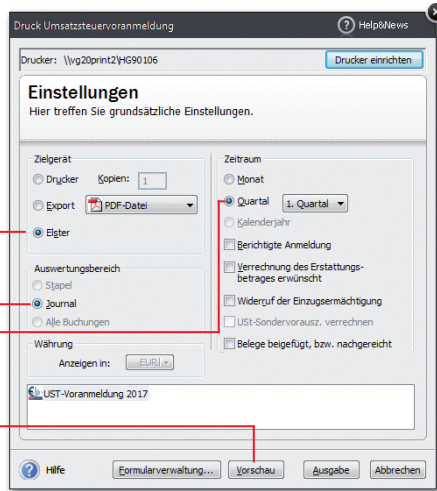 Druck Umsatzsteuervoranmeldung
Help&News
Drucker: \\vg20print2\HG90106
Drucker einrichten
Einstellungen
Hier treffen Sie grundsätzliche Einstellungen.
Zielgerät
Drucker Kopien: 1
Export PDF-Datei
Elster
Auswertungsbereich
Stapel
Journal
Alle Buchungen
Währung
Anzeigen in: EUR
Zeitraum
Monat
Quartal 1. Quartal
Kalenderjahr
Berichtigte Anmeldung
Verrechnung des Erstattungs-
betrages erwünscht
Widerruf der Einzugsermächtigung
USt-Sondervorausz. verrechnen
Belege beigefügt, bzw. nachgereicht
UST-Voranmeldung 2017
Hilfe
Formularverwaltung...
Vorschau
Ausgabe
Abbrechen